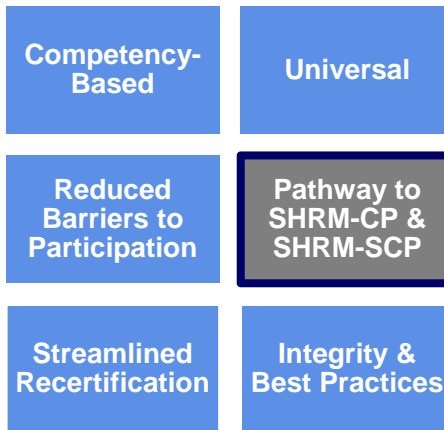 Competency-
Based
Universal
Reduced
Barriers to
Participation
Pathway to
SHRM-CP &
SHRM-SCP
Streamlined
Recertification
Integrity &
Best Practices